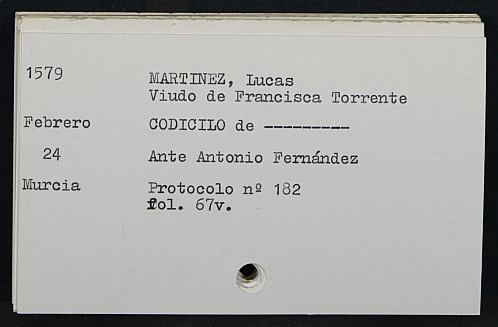 1579 MARTINEZ, Lucas
Viudo de Francisca Torrente
Febrero CODICILO de ---------
24 Ante Antonio Fernández
Murcia Protocolo nº 182
fol. 67v.